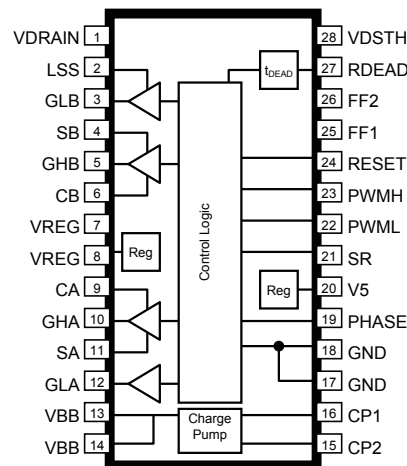 VDRAIN 1
LSS 2
GLB 3
SB 4
GHB 5
CB 6
VREG 7
VREG 8
CA 9
GHA 10
SA 11
GLA 12
VBB 13
VBB 14
28 VDSTH
27 RDEAD
26 FF2
25 FF1
24 RESET
23 PWMH
22 PWML
21 SR
20 V5
19 PHASE
18 GND
17 GND
16 CP1
15 CP2
tDEAD
Control Logic
Reg
Reg
Charge
Pump